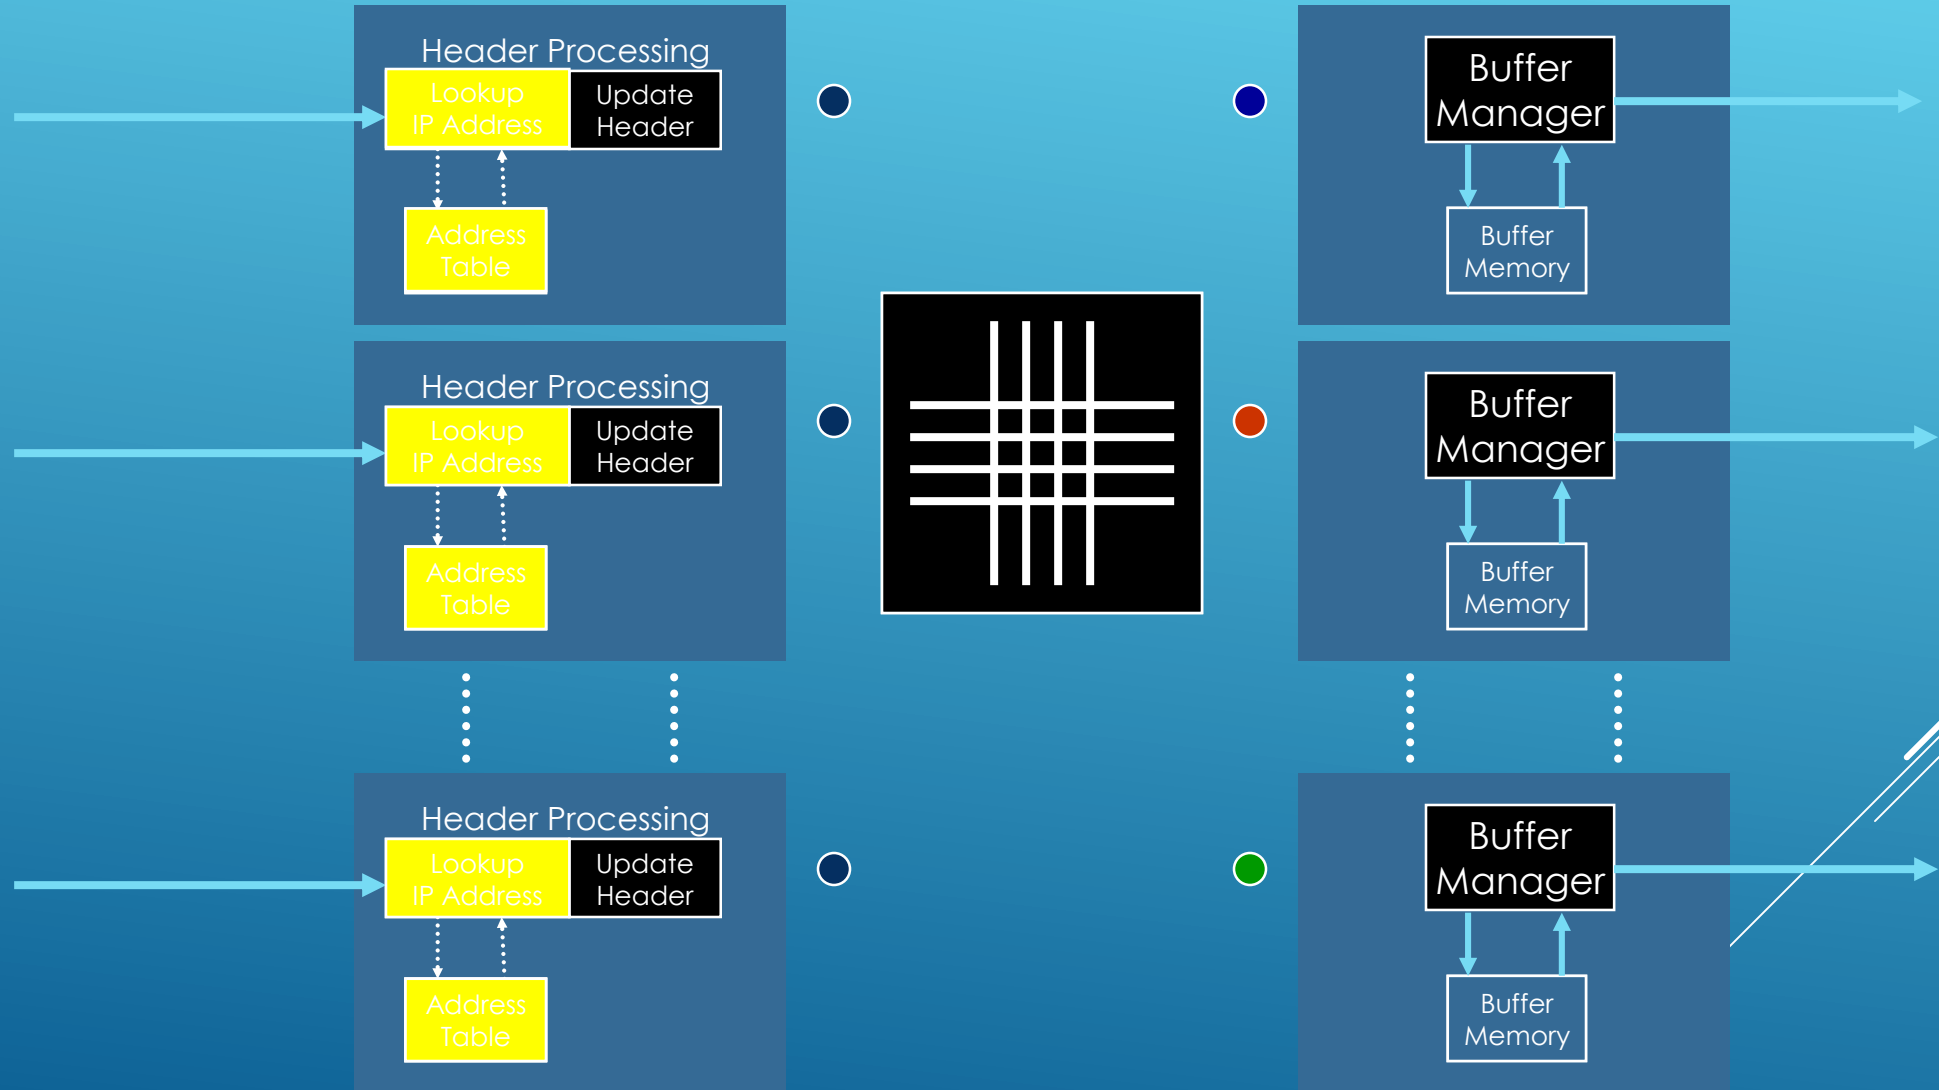 Header Processing
Lookup
IP Address
Update
Header
Address
Table
Buffer
Manager
Buffer
Memory
Header Processing
Lookup
IP Address
Update
Header
Address
Table
Buffer
Manager
Buffer
Memory
Header Processing
Lookup
IP Address
Update
Header
Address
Table
Buffer
Manager
Buffer
Memory